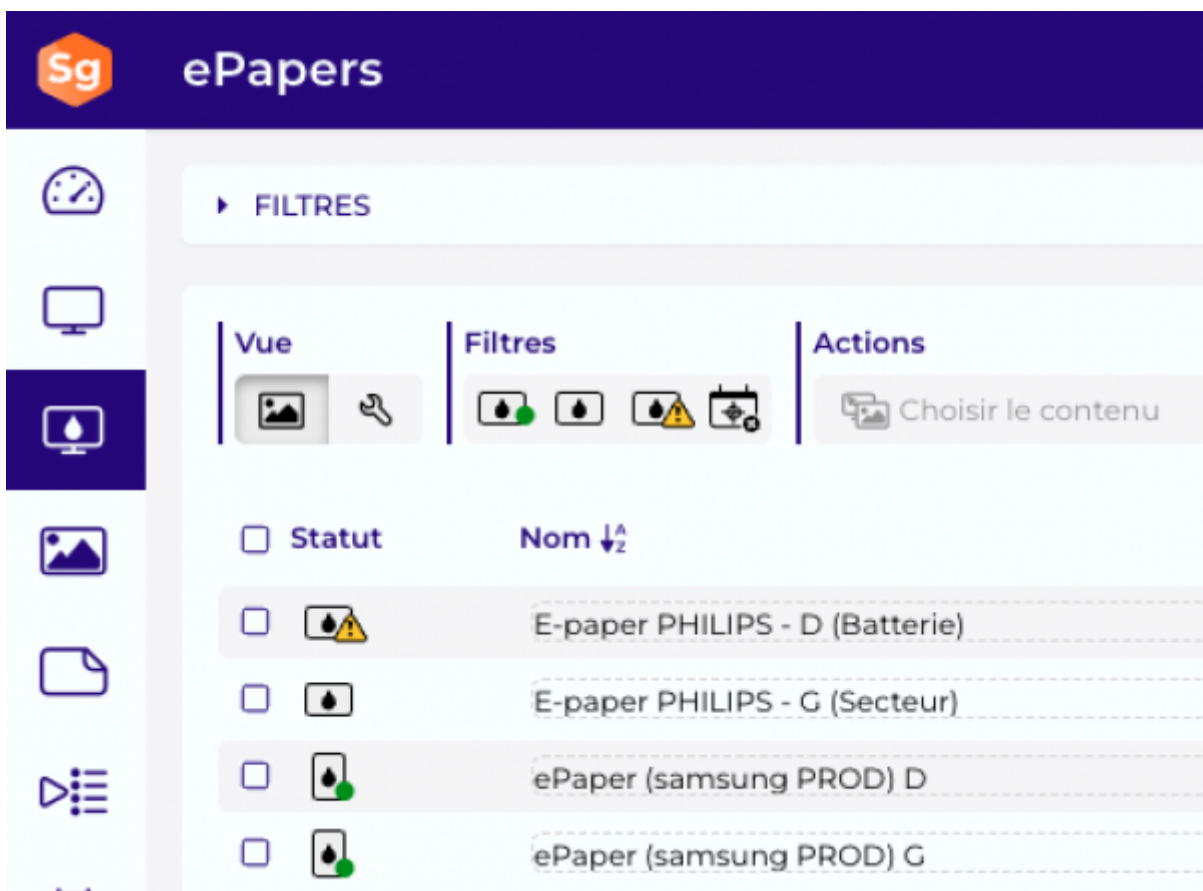 Sg ePapers
FILTRES
Vue Filtres Actions
Choisir le contenu
Statut Nom
E-paper PHILIPS - D (Batterie)
E-paper PHILIPS - G (Secteur)
ePaper (samsung PROD) D
ePaper (samsung PROD) G